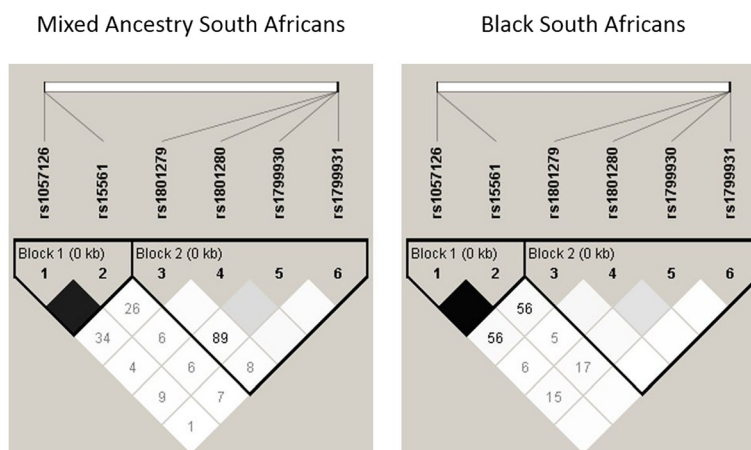 Mixed Ancestry South Africans
rs1057126
rs15561
rs1801279
rs1801280
rs1799930
rs1799931
Block 1 (0 kb)
Block 2 (0 kb)
1 2 3 4 5 6
26
34 6 89
4 6 8
9 7
1
Black South Africans
rs1057126
rs15561
rs1801279
rs1801280
rs1799930
rs1799931
Block 1 (0 kb)
Block 2 (0 kb)
1 2 3 4 5 6
56
56 5
6 17
15